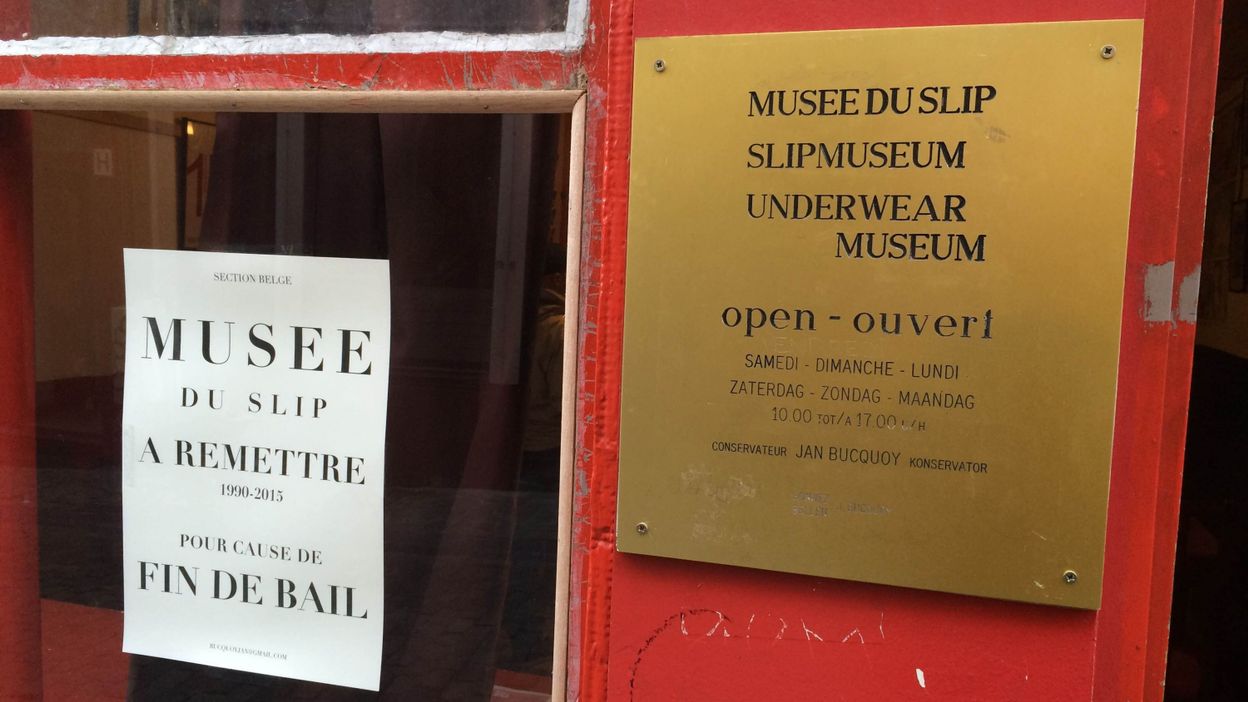 SECTION BELGE
MUSEE
DU SLIP
A REMETTRE
1990-2015
POUR CAUSE DE
FIN DE BAIL
MUSEE DU SLIP
SLIPMUSEUM
UNDERWEAR
MUSEUM
open - ouvert
SAMEDI - DIMANCHE - LUNDI
ZATERDAG - ZONDAG - MAANDAG
10.00 TOT/A 17.00 U/H
CONSERVATEUR JAN BUCQUOY KONSERVATOR